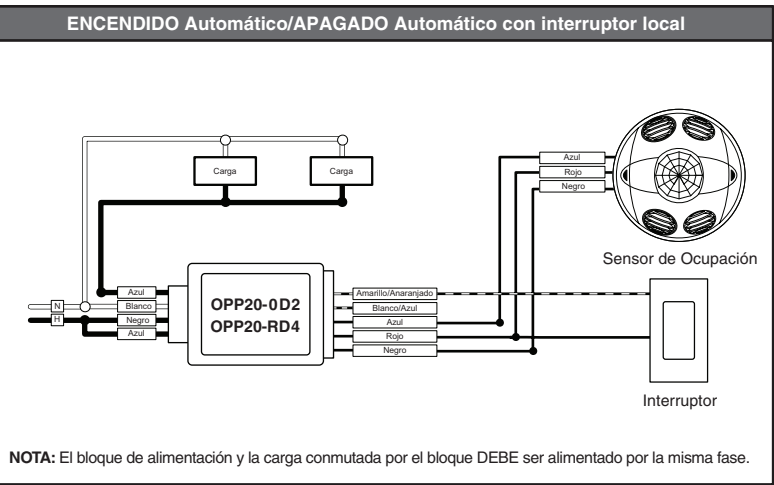 ENCENDIDO Automático/APAGADO Automático con interruptor local
Carga
Carga
Azul
Rojo
Negro
Sensor de Ocupación
N
H
Azul
Blanco
Negro
Azul
OPP20-0D2
OPP20-RD4
Amarillo/Anaranjado
Blanco/Azul
Azul
Rojo
Negro
Interruptor
NOTA: El bloque de alimentación y la carga conmutada por el bloque DEBE ser alimentado por la misma fase.